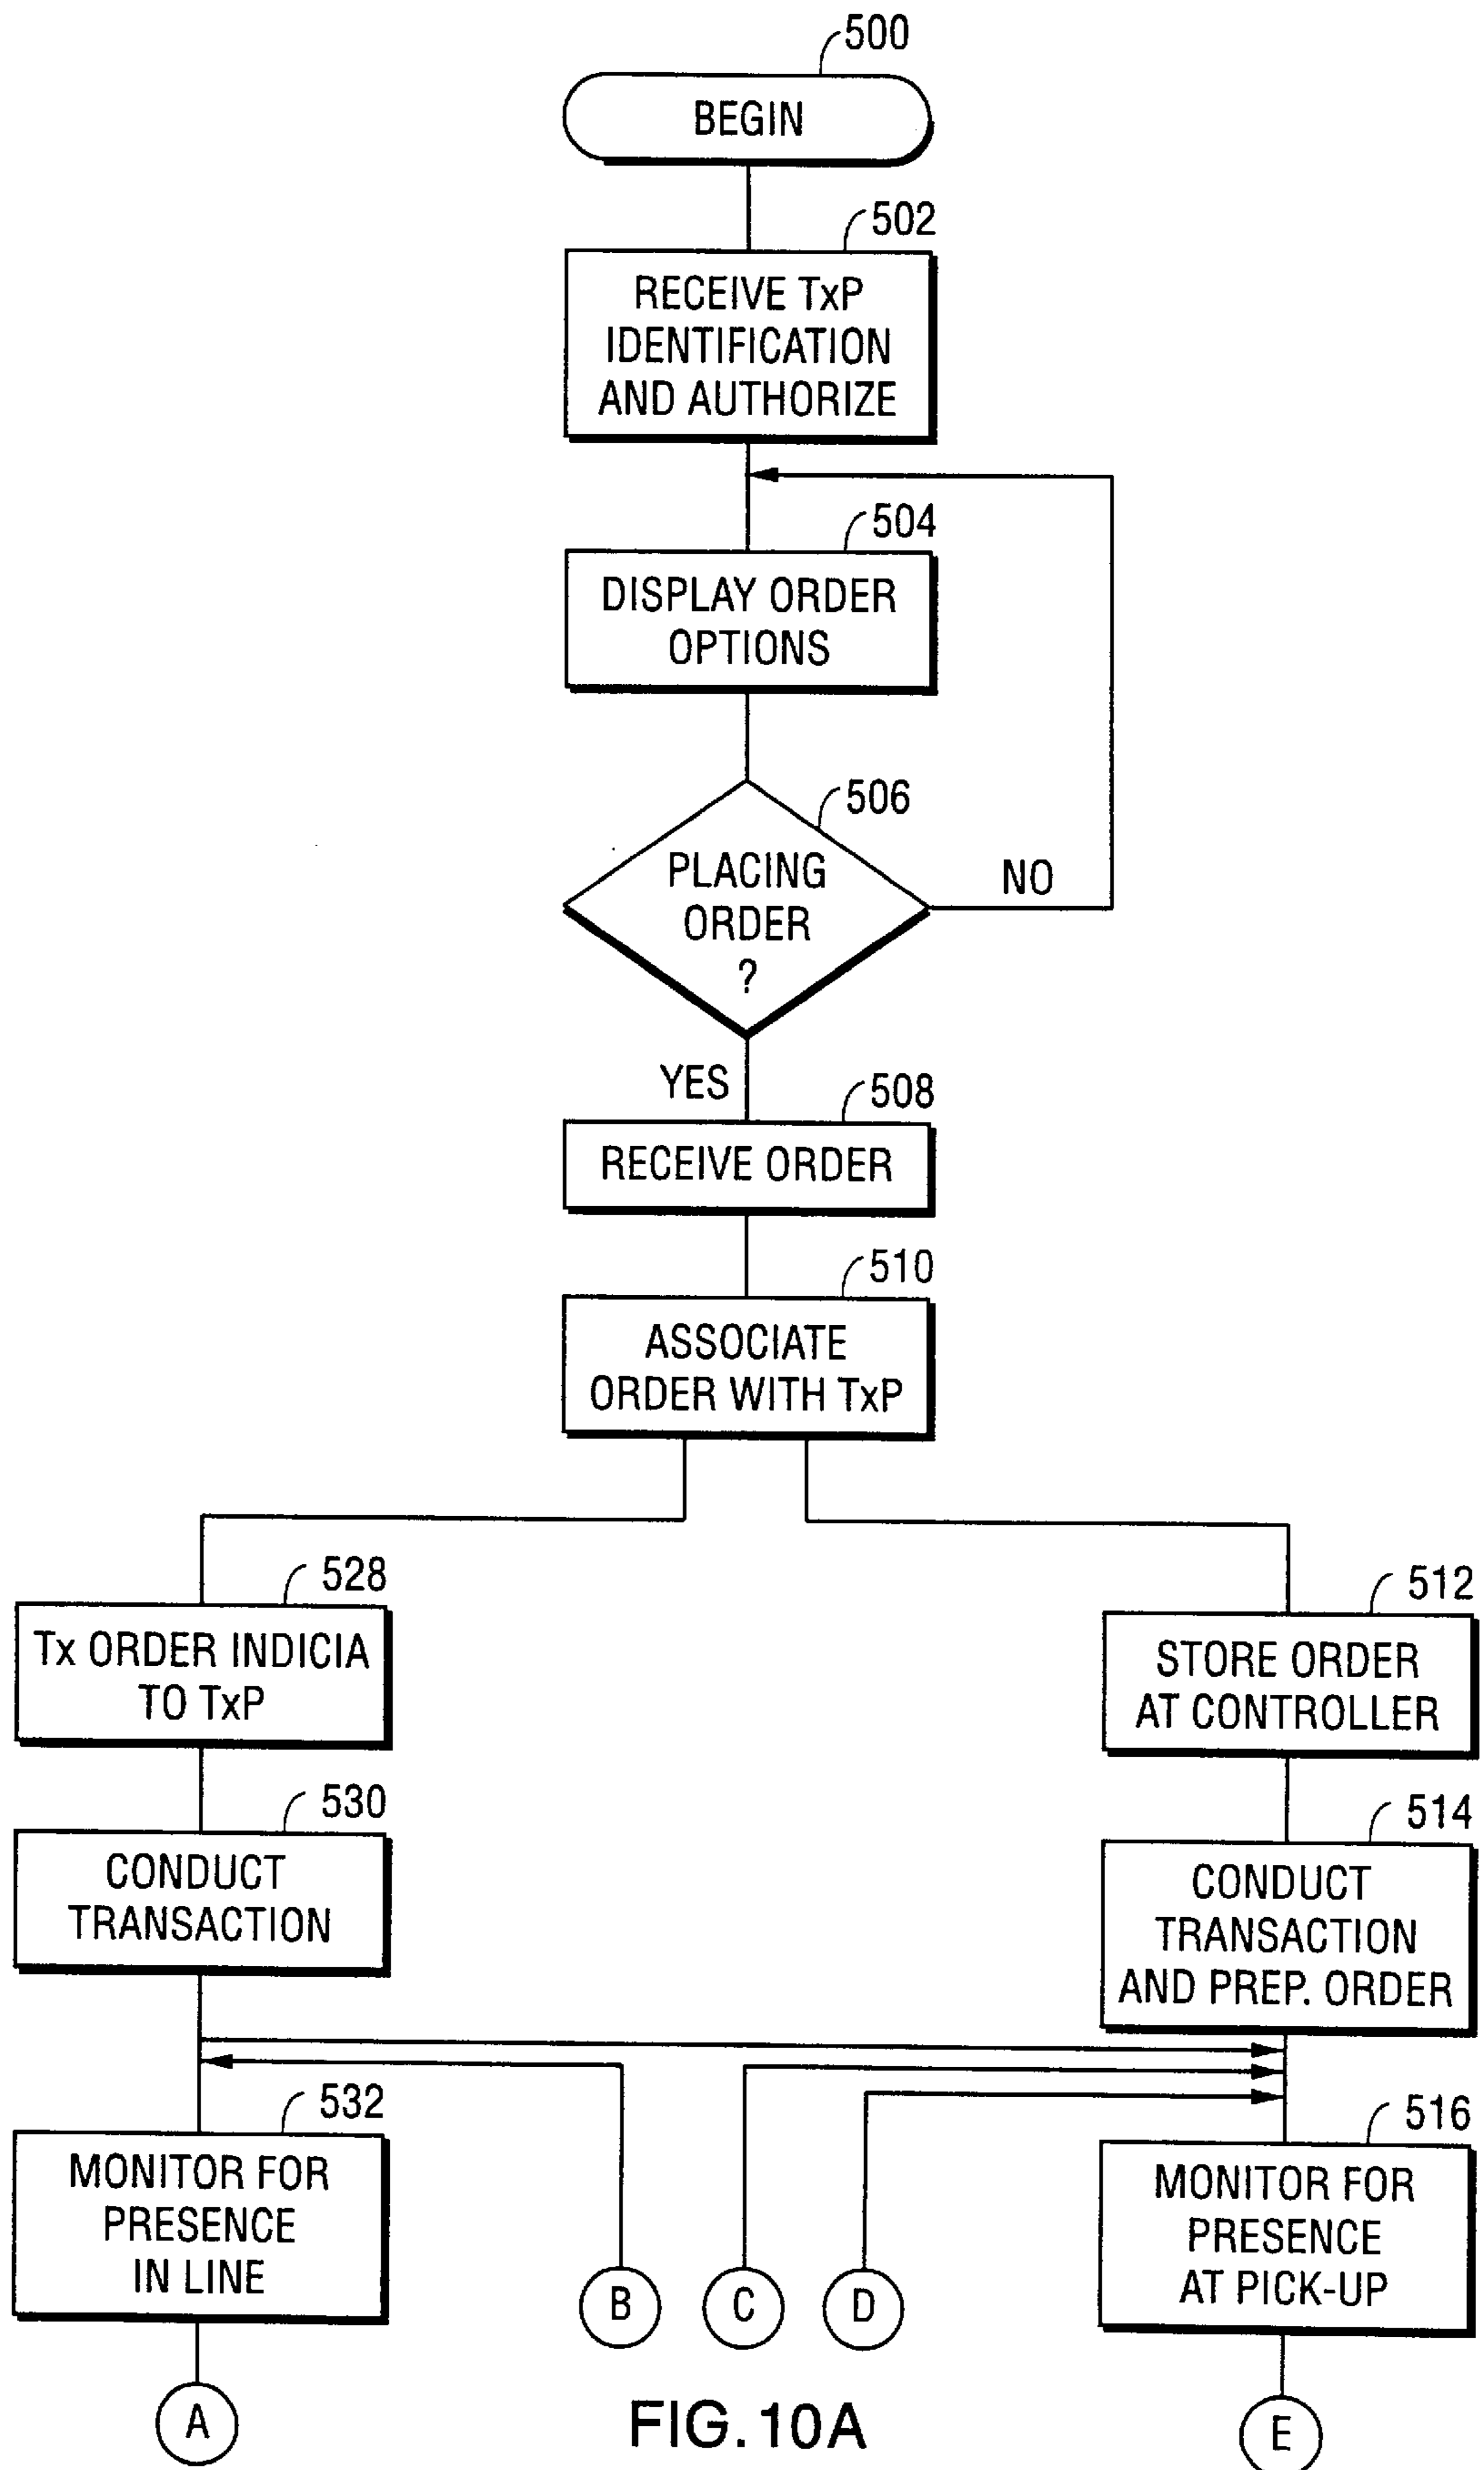 500
BEGIN
502
RECEIVE TxP
IDENTIFICATION
AND AUTHORIZE
504
DISPLAY ORDER
OPTIONS
506
PLACING
ORDER
?
NO
YES
508
RECEIVE ORDER
510
ASSOCIATE
ORDER WITH TxP
528
Tx ORDER INDICIA
TO TxP
512
STORE ORDER
AT CONTROLLER
530
CONDUCT
TRANSACTION
514
CONDUCT
TRANSACTION
AND PREP. ORDER
532
MONITOR FOR
PRESENCE
IN LINE
516
MONITOR FOR
PRESENCE
AT PICK-UP
B
C
D
A
E
FIG. 10A